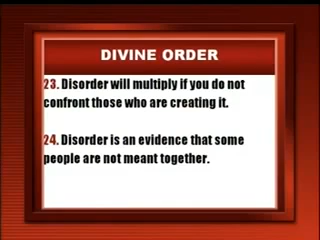 DIVINE ORDER
23. Disorder will multiply if you do not
confront those who are creating it.
24. Disorder is an evidence that some
people are not meant together.